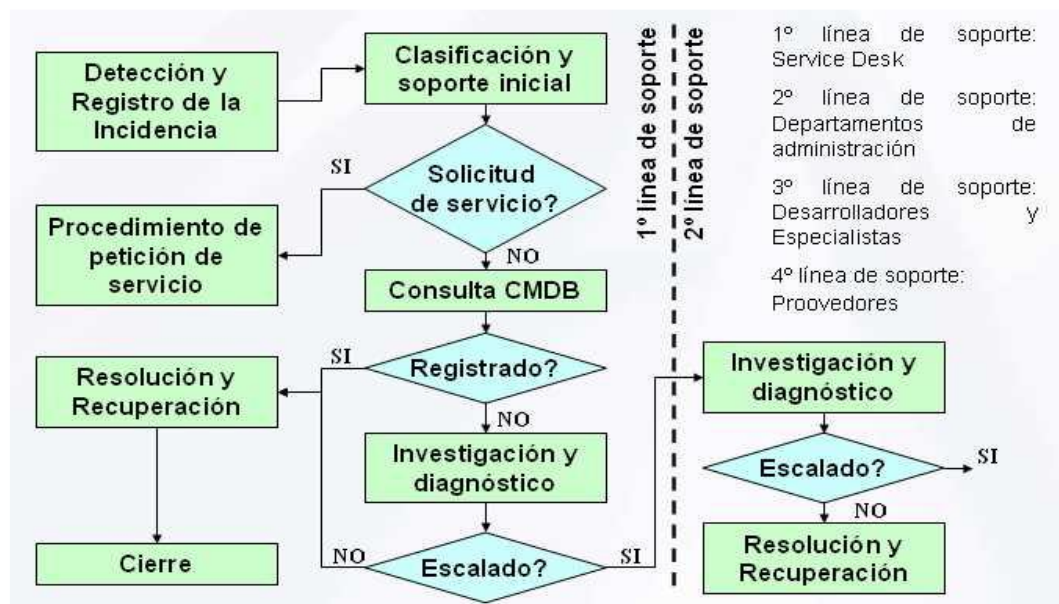 Detección y
Registro de la
Incidencia
Clasificación y
soporte inicial
SI
Solicitud
de servicio?
Procedimiento de
petición de
servicio
NO
Consulta CMDB
SI
Registrado?
Resolución y
Recuperación
NO
Investigación y
diagnóstico
Cierre
NO
Escalado?
SI
1º línea de soporte
2º línea de soporte
1º línea de soporte:
Service Desk
2º línea de soporte:
Departamentos de
administración
3º línea de soporte:
Desarrolladores y
Especialistas
4º línea de soporte:
Proovedores
Investigación y
diagnóstico
Escalado?
SI
NO
Resolución y
Recuperación